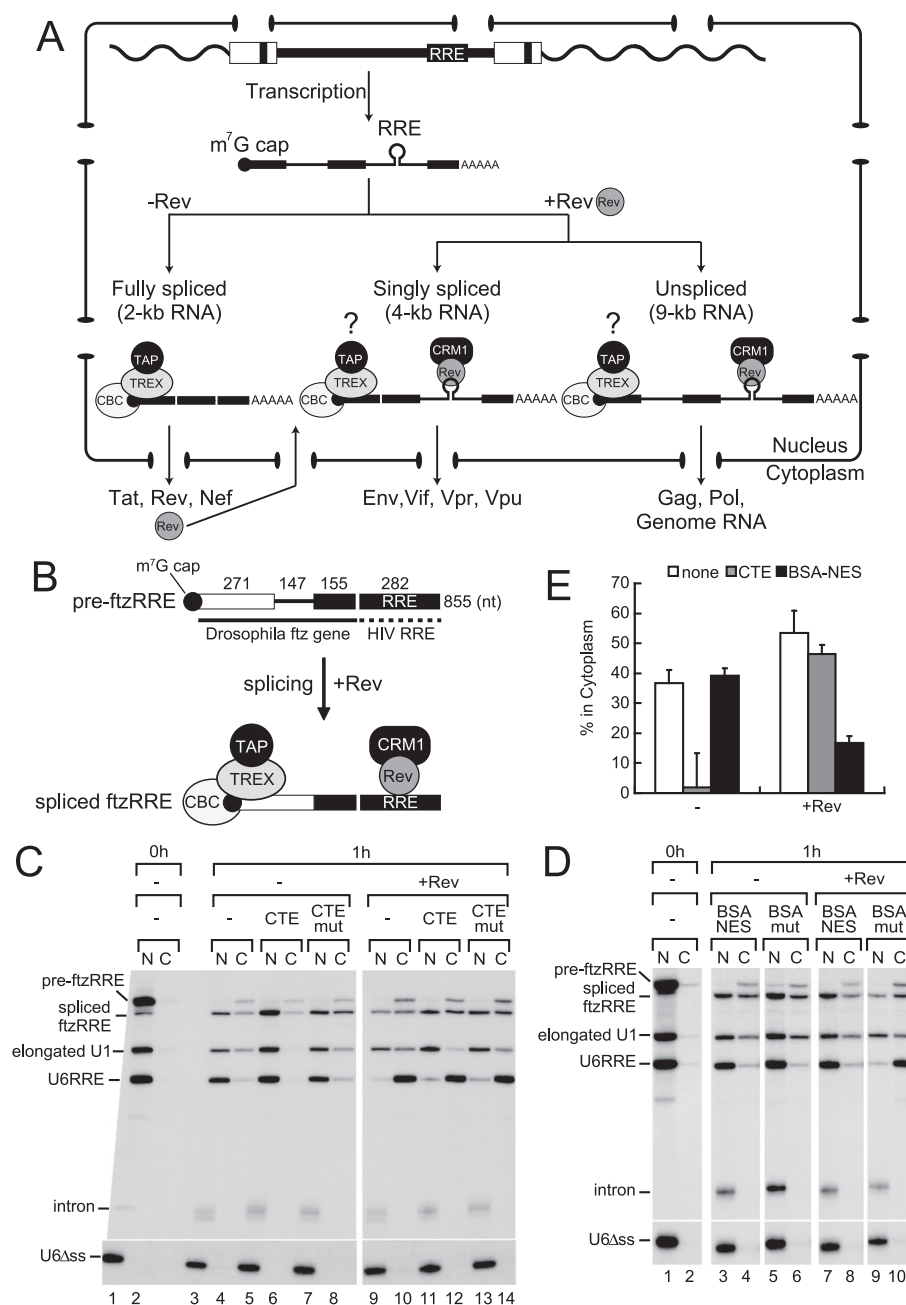 A
RRE
Transcription
RRE
m7G cap
AAAAA
-Rev
+Rev Rev
Fully spliced
(2-kb RNA)
Singly spliced
(4-kb RNA)
Unspliced
(9-kb RNA)
? ?
TAP TAP CRM1 TAP CRM1
TREX TREX Rev TREX Rev
CBC AAAAA CBC AAAAA CBC AAAAA
Nucleus
Cytoplasm
Tat, Rev, Nef
Rev
Env,Vif, Vpr, Vpu
Gag, Pol,
Genome RNA
B
m7G cap
271 147 155 282
pre-ftzRRE RRE 855 (nt)
Drosophila ftz gene HIV RRE
splicing +Rev
TAP CRM1
TREX Rev
CBC
spliced ftzRRE RRE
E
none CTE BSA-NES
% in Cytoplasm
70
60
50
40
30
20
10
0
- +Rev
C
0h 1h
- - +Rev
- - CTE CTE mut - CTE CTE mut
N C N C N C N C N C N C N C
pre-ftzRRE
spliced
ftzRRE
elongated U1
U6RRE
intron
U6Δss
1 2 3 4 5 6 7 8 9 10 11 12 13 14
D
0h 1h
- - +Rev
- BSA NES BSA mut BSA NES BSA mut
N C N C N C N C N C
pre-ftzRRE
spliced
ftzRRE
elongated U1
U6RRE
intron
U6Δss
1 2 3 4 5 6 7 8 9 10